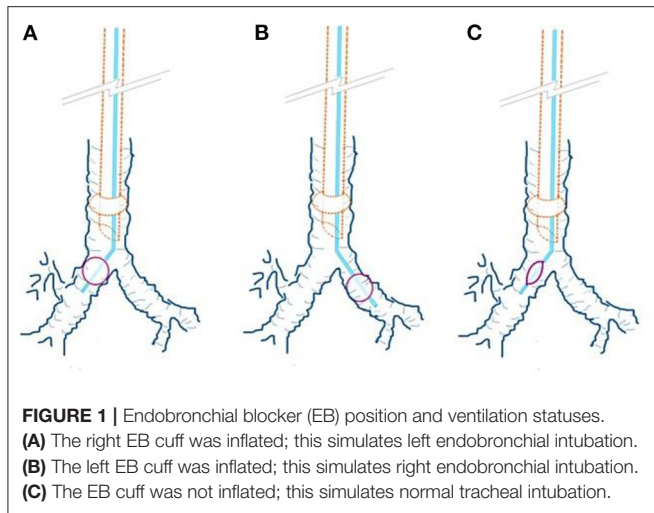 A B C
FIGURE 1 | Endobronchial blocker (EB) position and ventilation statuses.
(A) The right EB cuff was inflated; this simulates left endobronchial intubation.
(B) The left EB cuff was inflated; this simulates right endobronchial intubation.
(C) The EB cuff was not inflated; this simulates normal tracheal intubation.